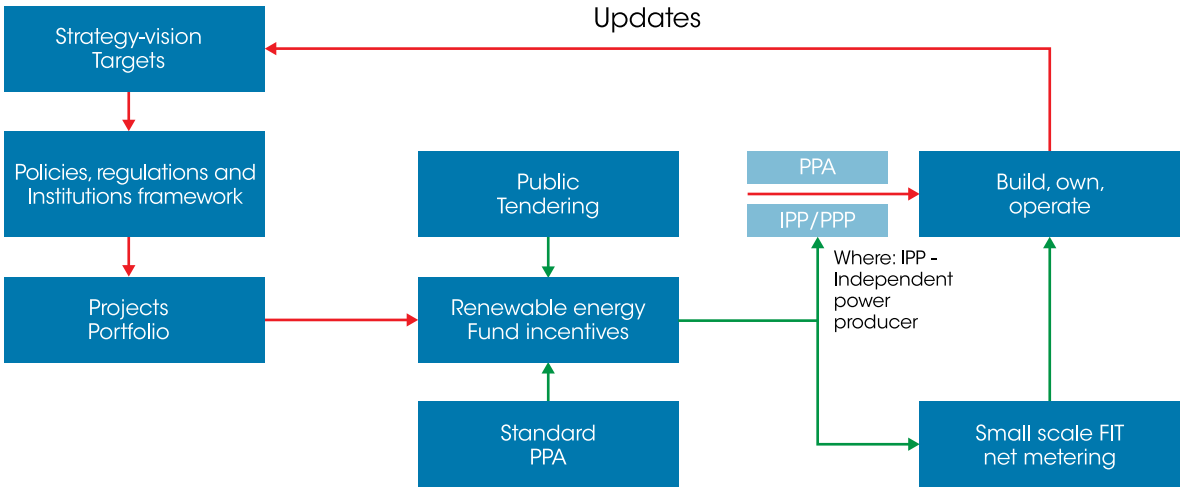 Updates
Strategy-vision
Targets
Policies, regulations and
Institutions framework
Projects
Portfolio
Public
Tendering
Renewable energy
Fund incentives
Standard
PPA
PPA
IPP/PPP
Where: IPP -
Independent
power
producer
Build, own,
operate
Small scale FIT
net metering